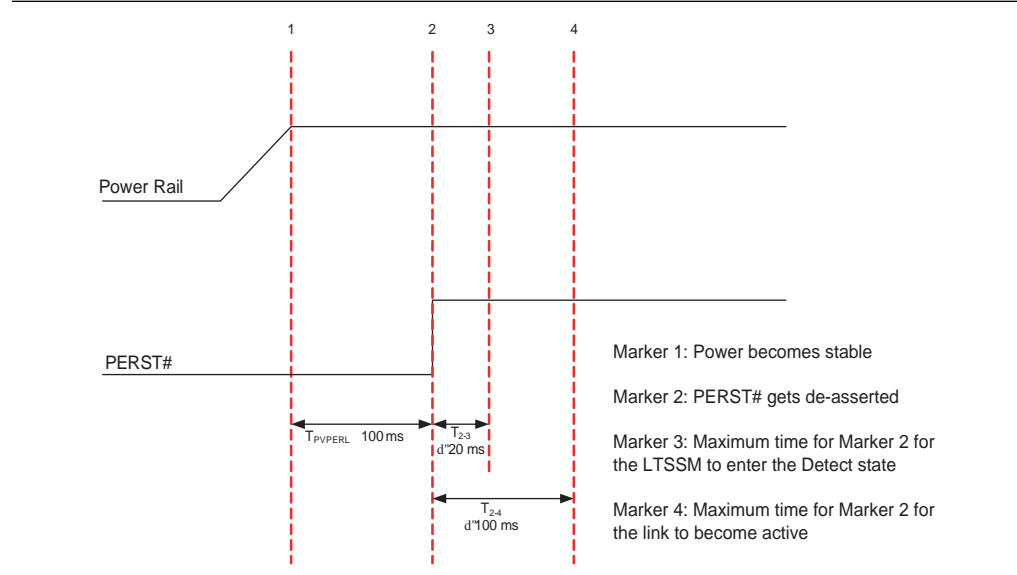 1 2 3 4
Power Rail
PERST#
Marker 1: Power becomes stable
Marker 2: PERST# gets de-asserted
TPVPERL 100 ms
T2-3
d"20 ms
Marker 3: Maximum time for Marker 2 for
the LTSSM to enter the Detect state
T2-4
d"100 ms
Marker 4: Maximum time for Marker 2 for
the link to become active